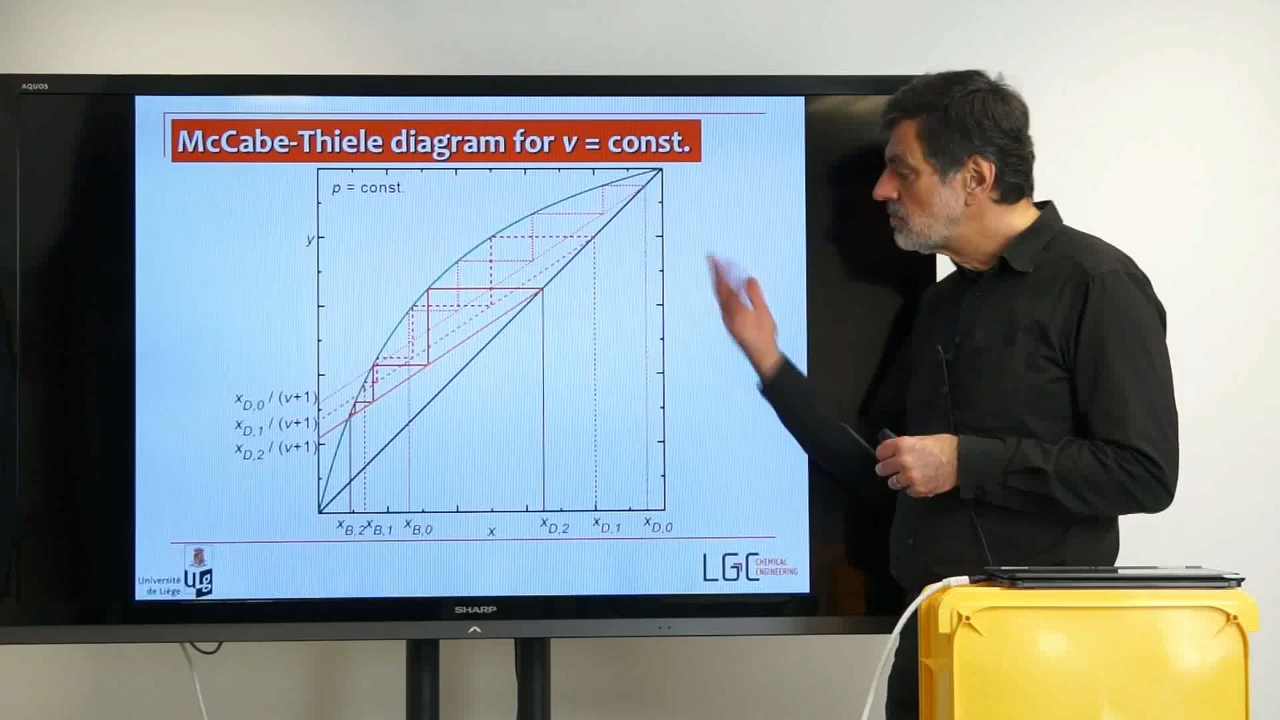 AQUOS
McCabe-Thiele diagram for v = const.
p = const.
y
x_D,0 / (v+1)
x_D,1 / (v+1)
x_D,2 / (v+1)
x_B,2 x_B,1 x_B,0 x x_D,2 x_D,1 x_D,0
Université
de Liège
ULg
LGC
CHEMICAL
ENGINEERING
SHARP